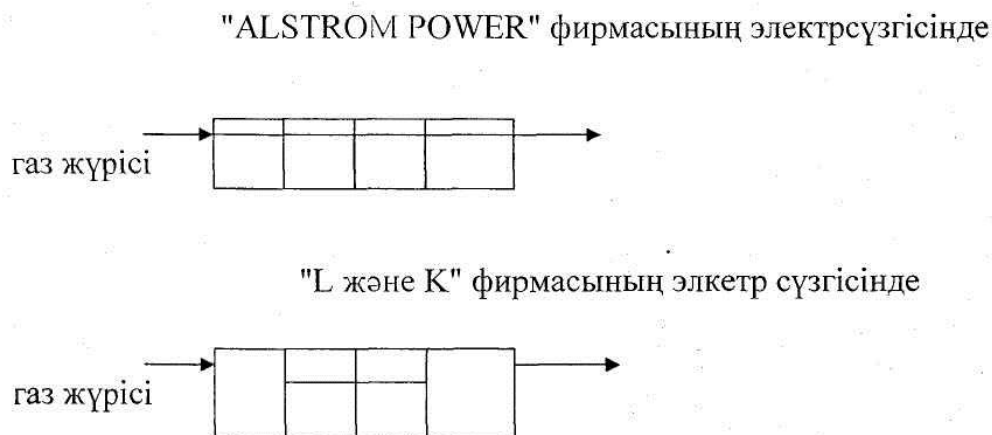 "ALSTROM POWER" фирмасының электрсүзгісінде
газ жүрісі
"L және K" фирмасының элкетр сүзгісінде
газ жүрісі